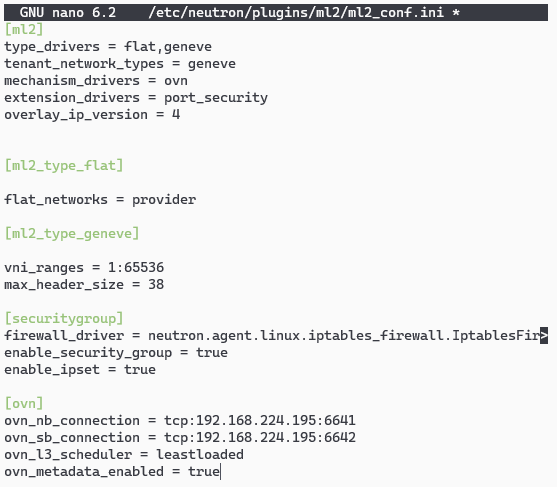 GNU nano 6.2    /etc/neutron/plugins/ml2/ml2_conf.ini *
[ml2]
type_drivers = flat,geneve
tenant_network_types = geneve
mechanism_drivers = ovn
extension_drivers = port_security
overlay_ip_version = 4
[ml2_type_flat]
flat_networks = provider
[ml2_type_geneve]
vni_ranges = 1:65536
max_header_size = 38
[securitygroup]
firewall_driver = neutron.agent.linux.iptables_firewall.IptablesFir>
enable_security_group = true
enable_ipset = true
[ovn]
ovn_nb_connection = tcp:192.168.224.195:6641
ovn_sb_connection = tcp:192.168.224.195:6642
ovn_l3_scheduler = leastloaded
ovn_metadata_enabled = true